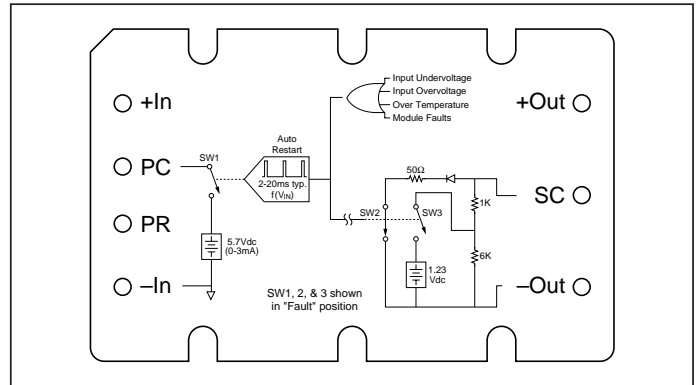 +In
PC
PR
–In
SW1
Auto
Restart
2-20ms typ.
f(VIN)
5.7Vdc
(0-3mA)
Input Undervoltage
Input Overvoltage
Over Temperature
Module Faults
50Ω
SW2
SW3
1K
6K
1.23
Vdc
SW1, 2, & 3 shown
in "Fault" position
+Out
SC
–Out